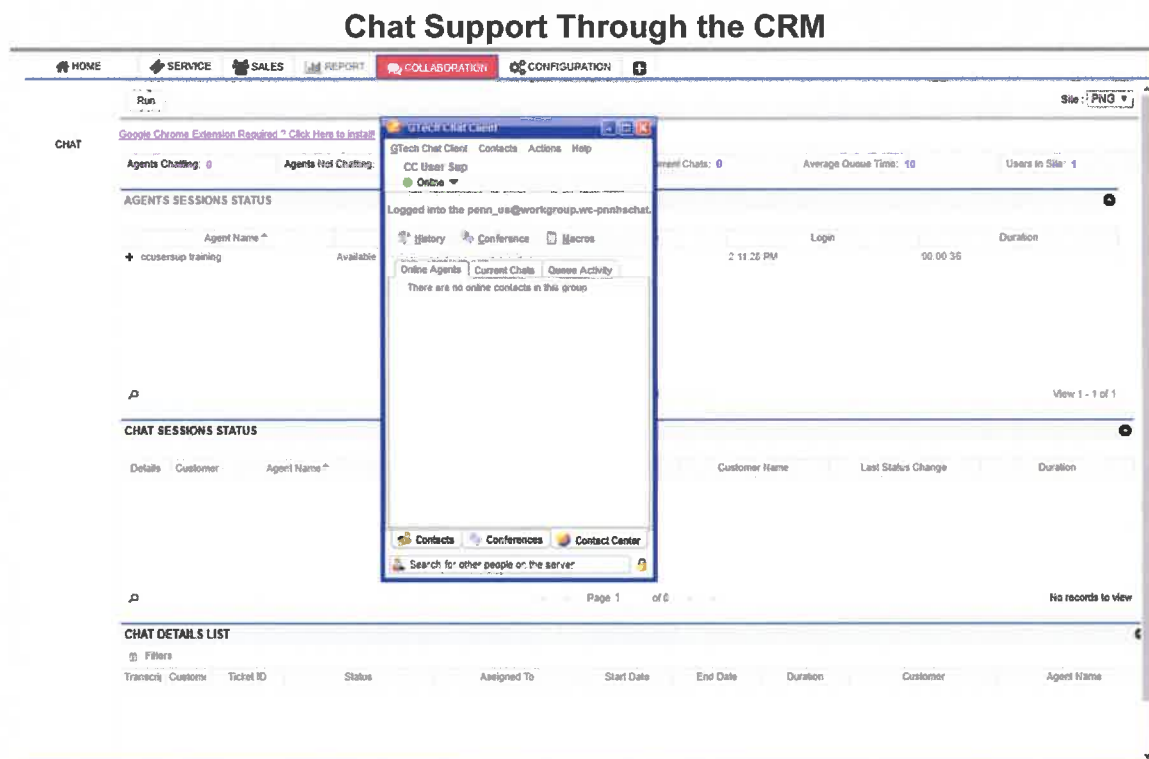 Chat Support Through the CRM
HOME SERVICE SALES REPORT COLLABORATION CONFIGURATION
Run Site : PNG
Google Chrome Extension Required ? Click Here to install!
CHAT
Agents Chatting: 0 Agents Not Chatting: Chats: 0 Average Queue Time: 10 Users in Site: 1
AGENTS SESSIONS STATUS
Agent Name Login Duration
ccusersup training Available 2:11:28 PM 00:00:36
View 1 - 1 of 1
GTech Chat Client
GTech Chat Client Contacts Actions Help
CC User Sup
Online
Logged into the penn_us@workgroup.wc-pnnhschat.
History Conference Macros
Online Agents Current Chats Queue Activity
There are no online contacts in this group
Contacts Conferences Contact Center
Search for other people on the server
CHAT SESSIONS STATUS
Details Customer Agent Name Customer Name Last Status Change Duration
Page 1 of 0 No records to view
CHAT DETAILS LIST
Filters
Transcrip Custome Ticket ID Status Assigned To Start Date End Date Duration Customer Agent Name